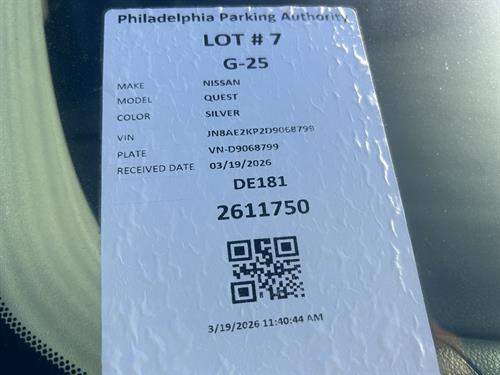 Philadelphia Parking Authority
LOT # 7
G-25
MAKE NISSAN
MODEL QUEST
COLOR SILVER
VIN JN8AE2KP2D9068799
PLATE VN-D9068799
RECEIVED DATE 03/19/2026
DE181
2611750
3/19/2026 11:40:44 AM